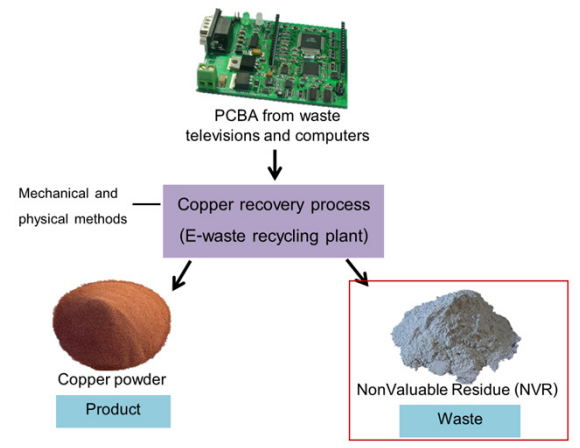 PCBA from waste
televisions and computers
Mechanical and
physical methods
Copper recovery process
(E-waste recycling plant)
Copper powder
Product
NonValuable Residue (NVR)
Waste